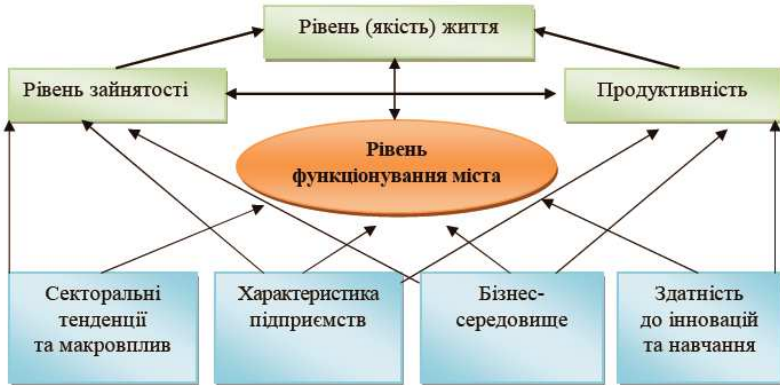 Рівень (якість) життя
Рівень зайнятості
Продуктивність
Рівень
функціонування міста
Секторальні
тенденції
та макровплив
Характеристика
підприємств
Бізнес-
середовище
Здатність
до інновацій
та навчання